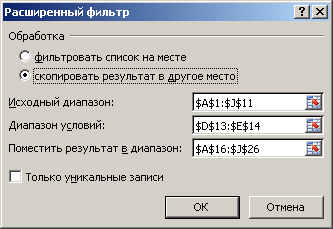 Расширенный фильтр
Обработка
фильтровать список на месте
скопировать результат в другое место
Исходный диапазон: $A$1:$J$11
Диапазон условий: $D$13:$E$14
Поместить результат в диапазон: $A$16:$J$26
Только уникальные записи
ОК Отмена